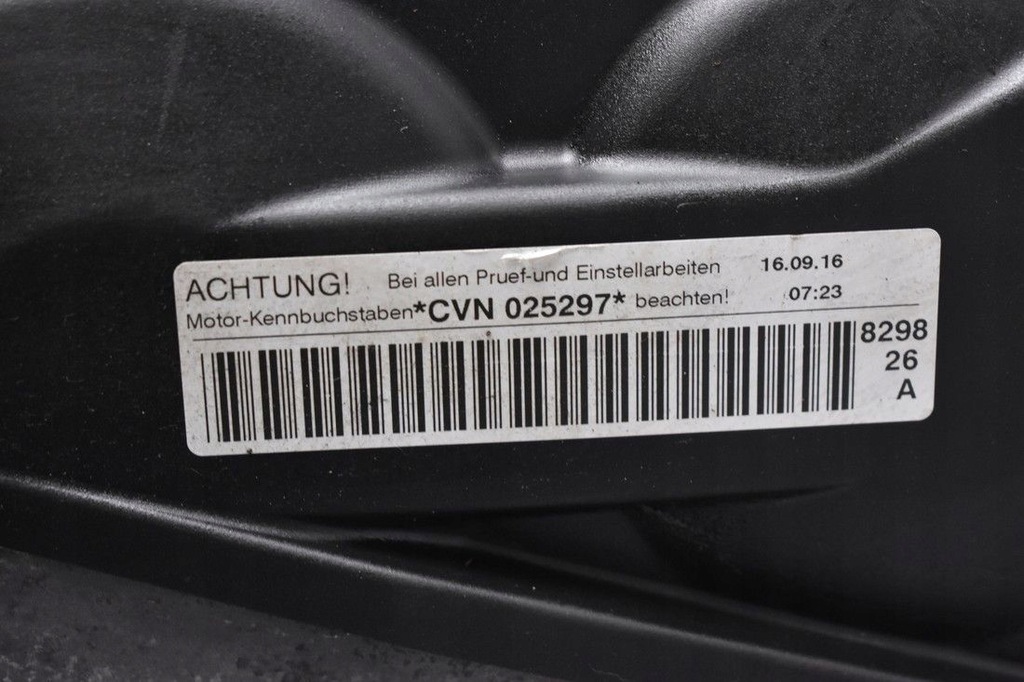 ACHTUNG! Bei allen Pruef-und Einstellarbeiten 16.09.16
Motor-Kennbuchstaben *CVN 025297* beachten! 07:23
8298
26
A